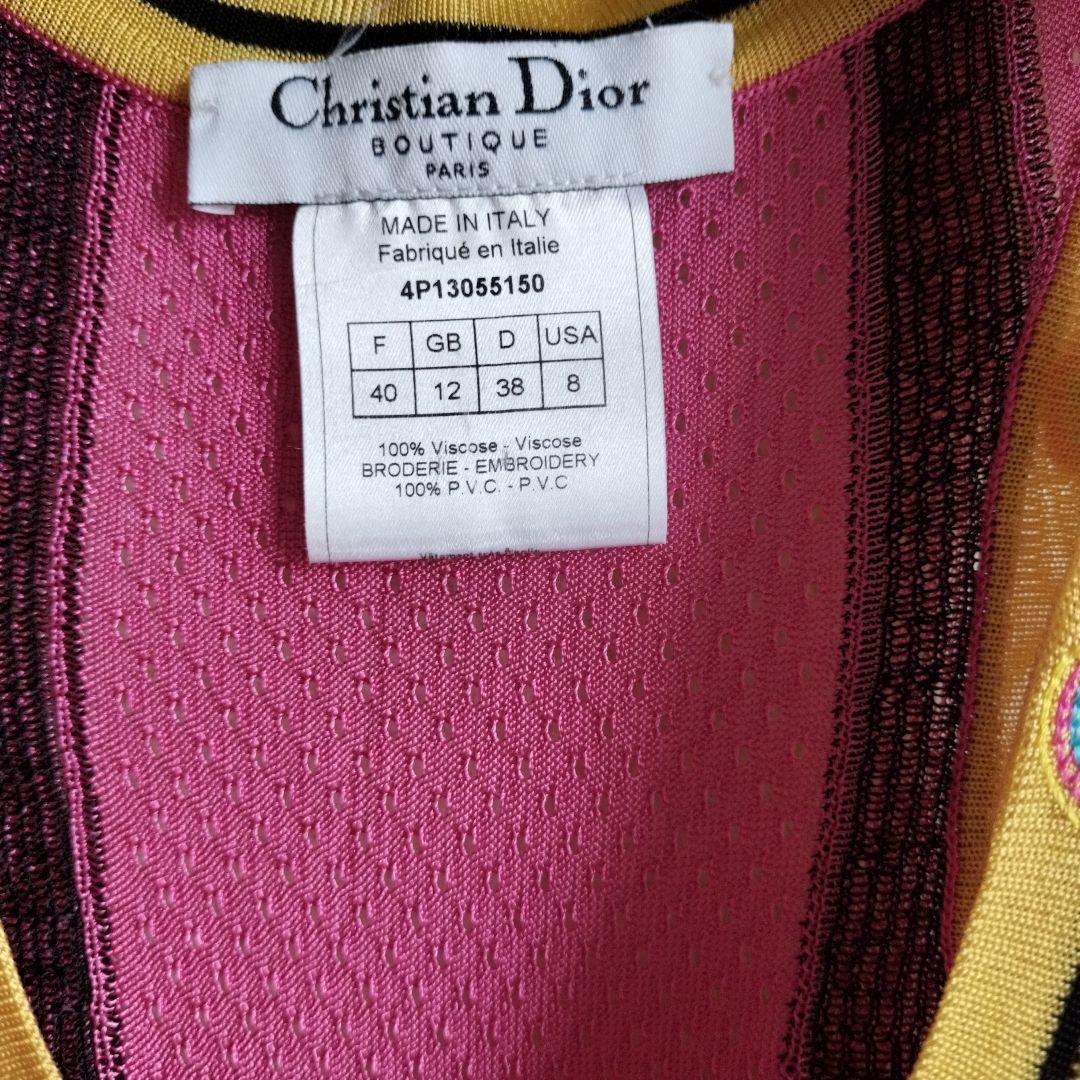 Christian Dior
BOUTIQUE
PARIS
MADE IN ITALY
Fabriqué en Italie
4P13055150
F GB D USA
40 12 38 8
100% Viscose - Viscose
BRODERIE - EMBROIDERY
100% P.V.C. - P.V.C